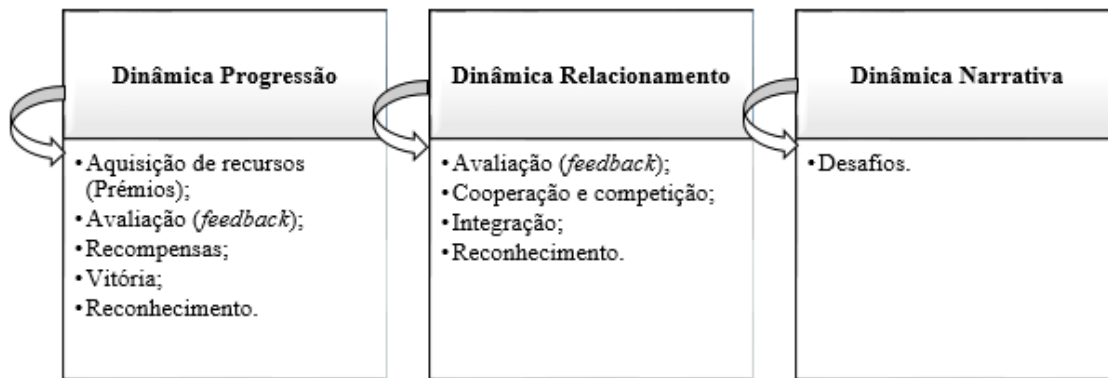 Dinâmica Progressão
• Aquisição de recursos
(Prémios);
• Avaliação (feedback);
• Recompensas;
• Vitória;
• Reconhecimento.
Dinâmica Relacionamento
• Avaliação (feedback);
• Cooperação e competição;
• Integração;
• Reconhecimento.
Dinâmica Narrativa
• Desafios.